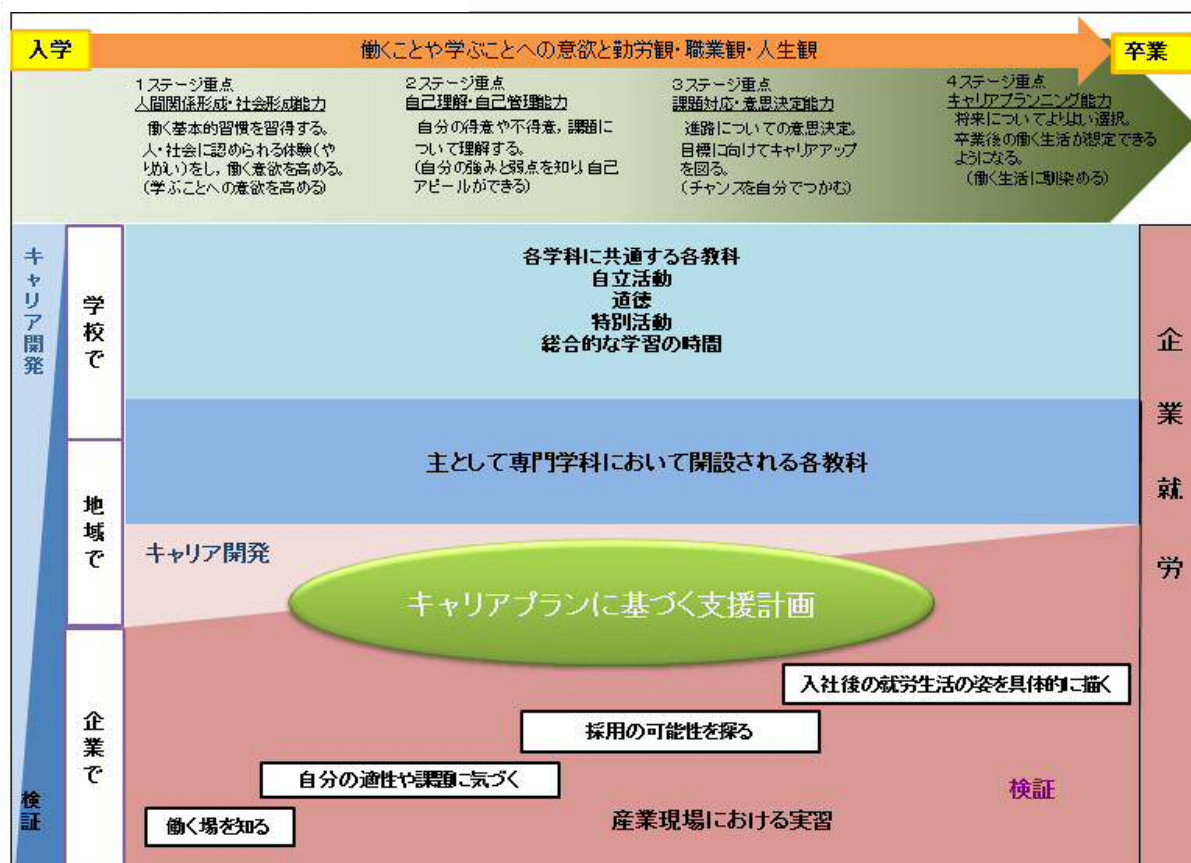 入学
働くことや学ぶことへの意欲と勤労観・職業観・人生観
卒業
1ステージ重点
人間関係形成・社会形成能力
働く基本的習慣を習得する。
人・社会に認められる体験(や
りがい)をし,働く意欲を高める。
(学ぶことへの意欲を高める)
2ステージ重点
自己理解・自己管理能力
自分の得意や不得意,課題に
ついて理解する。
(自分の強みと弱点を知り,自己
アピールができる)
3ステージ重点
課題対応・意思決定能力
進路についての意思決定。
目標に向けてキャリアアップ
を図る。
(チャンスを自分でつかむ)
4ステージ重点
キャリアプランニング能力
将来についてよりよい選択。
卒業後の働く生活が想定できる
ようになる。
(働く生活に馴染める)
キャリア開発
学校で
各学科に共通する各教科
自立活動
道徳
特別活動
総合的な学習の時間
企業就労
主として専門学科において開設される各教科
地域で
キャリア開発
キャリアプランに基づく支援計画
入社後の就労生活の姿を具体的に描く
採用の可能性を探る
企業で
自分の適性や課題に気づく
検証
検証
働く場を知る
産業現場における実習